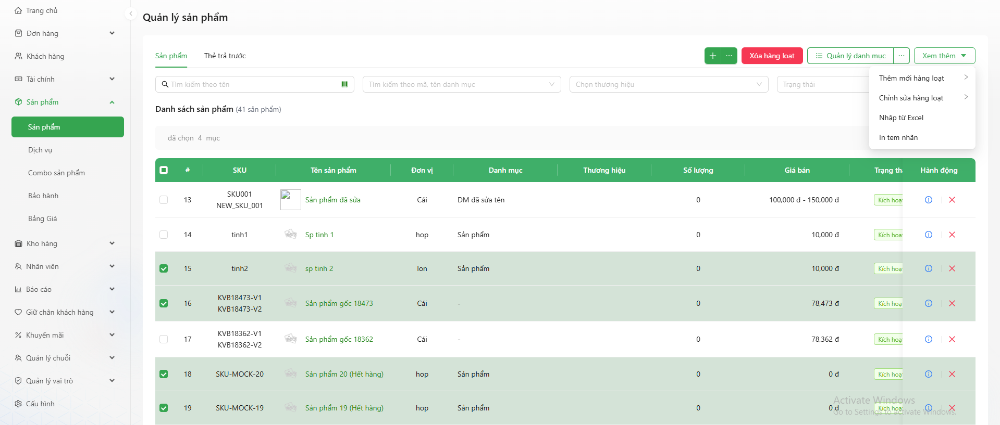 Trang chủ
Đơn hàng
Khách hàng
Tài chính
Sản phẩm
Sản phẩm
Dịch vụ
Combo sản phẩm
Bảo hành
Bảng Giá
Kho hàng
Nhân viên
Báo cáo
Giữ chân khách hàng
Khuyến mãi
Quản lý chuỗi
Quản lý vai trò
Cấu hình
Quản lý sản phẩm
Sản phẩm Thẻ trả trước
Xóa hàng loạt Quản lý danh mục Xem thêm
Tìm kiếm theo tên Tìm kiếm theo mã, tên danh mục Chọn thương hiệu Trạng thái
Thêm mới hàng loạt
Chỉnh sửa hàng loạt
Nhập từ Excel
In tem nhãn
Danh sách sản phẩm (41 sản phẩm)
đã chọn 4 mục
# SKU Tên sản phẩm Đơn vị Danh mục Thương hiệu Số lượng Giá bán Trạng Hành động
13 SKU001 NEW_SKU_001 Sản phẩm đã sửa Cái DM đã sửa tên 0 100,000 đ - 150,000 đ Kích
14 tinh1 Sp tinh 1 hop Sản phẩm 0 10,000 đ Kích
15 tinh2 sp tinh 2 lon Sản phẩm 0 10,000 đ Kích
16 KVB18473-V1 KVB18473-V2 Sản phẩm gốc 18473 Cái - 0 78,473 đ Kích
17 KVB18362-V1 KVB18362-V2 Sản phẩm gốc 18362 Cái - 0 78,362 đ Kích
18 SKU-MOCK-20 Sản phẩm 20 (Hết hàng) hop Sản phẩm 0 0 đ Kích
19 SKU-MOCK-19 Sản phẩm 19 (Hết hàng) hop Sản phẩm 0 0 đ Kích
Activate Windows
Go to Settings to activate Windows.